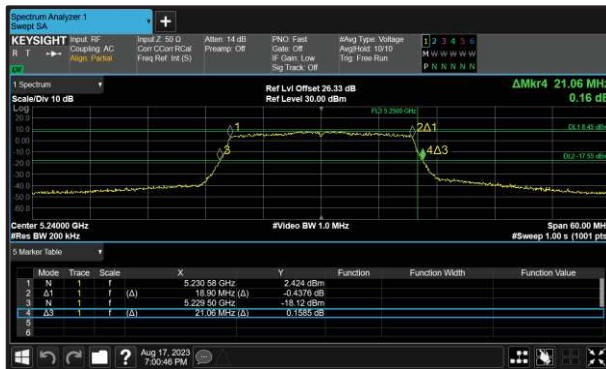 Spectrum Analyzer 1
Swept SA
+
KEYSIGHT Input: RF Input Z: 50 Ω Atten: 14 dB PNO: Fast #Avg Type: Voltage 1 2 3 4 5 6
R T Coupling: AC Corr CCorr RCal Preamp: Off Gate: Off Avg|Hold: 10/10 M W W W W W
Align: Partial Freq Ref: Int (S) IF Gain: Low Trig: Free Run
Sig Track: Off P N N N N N
1 Spectrum Ref Lvl Offset 26.33 dB ΔMkr4 21.06 MHz
Scale/Div 10 dB Ref Level 30.00 dBm 0.16 dB
Log
20.0
10.0
0.00
-10.0
-20.0
-30.0
-40.0
-50.0
-60.0
1
2Δ1
3
4Δ3
DL1 8.45 dBm
DL2 -17.55 dBm
Center 5.24000 GHz #Video BW 1.0 MHz Span 60.00 MHz
#Res BW 200 kHz #Sweep 1.00 s (1001 pts)
5 Marker Table
Mode Trace Scale X Y Function Function Width Function Value
1 N 1 f 5.230 58 GHz 2.424 dBm
2 Δ1 1 f (Δ) 18.90 MHz (Δ) -0.4376 dB
3 N 1 f 5.229 50 GHz -18.12 dBm
4 Δ3 1 f (Δ) 21.06 MHz (Δ) 0.1585 dB
5
6
? Aug 17, 2023
7:00:46 PM